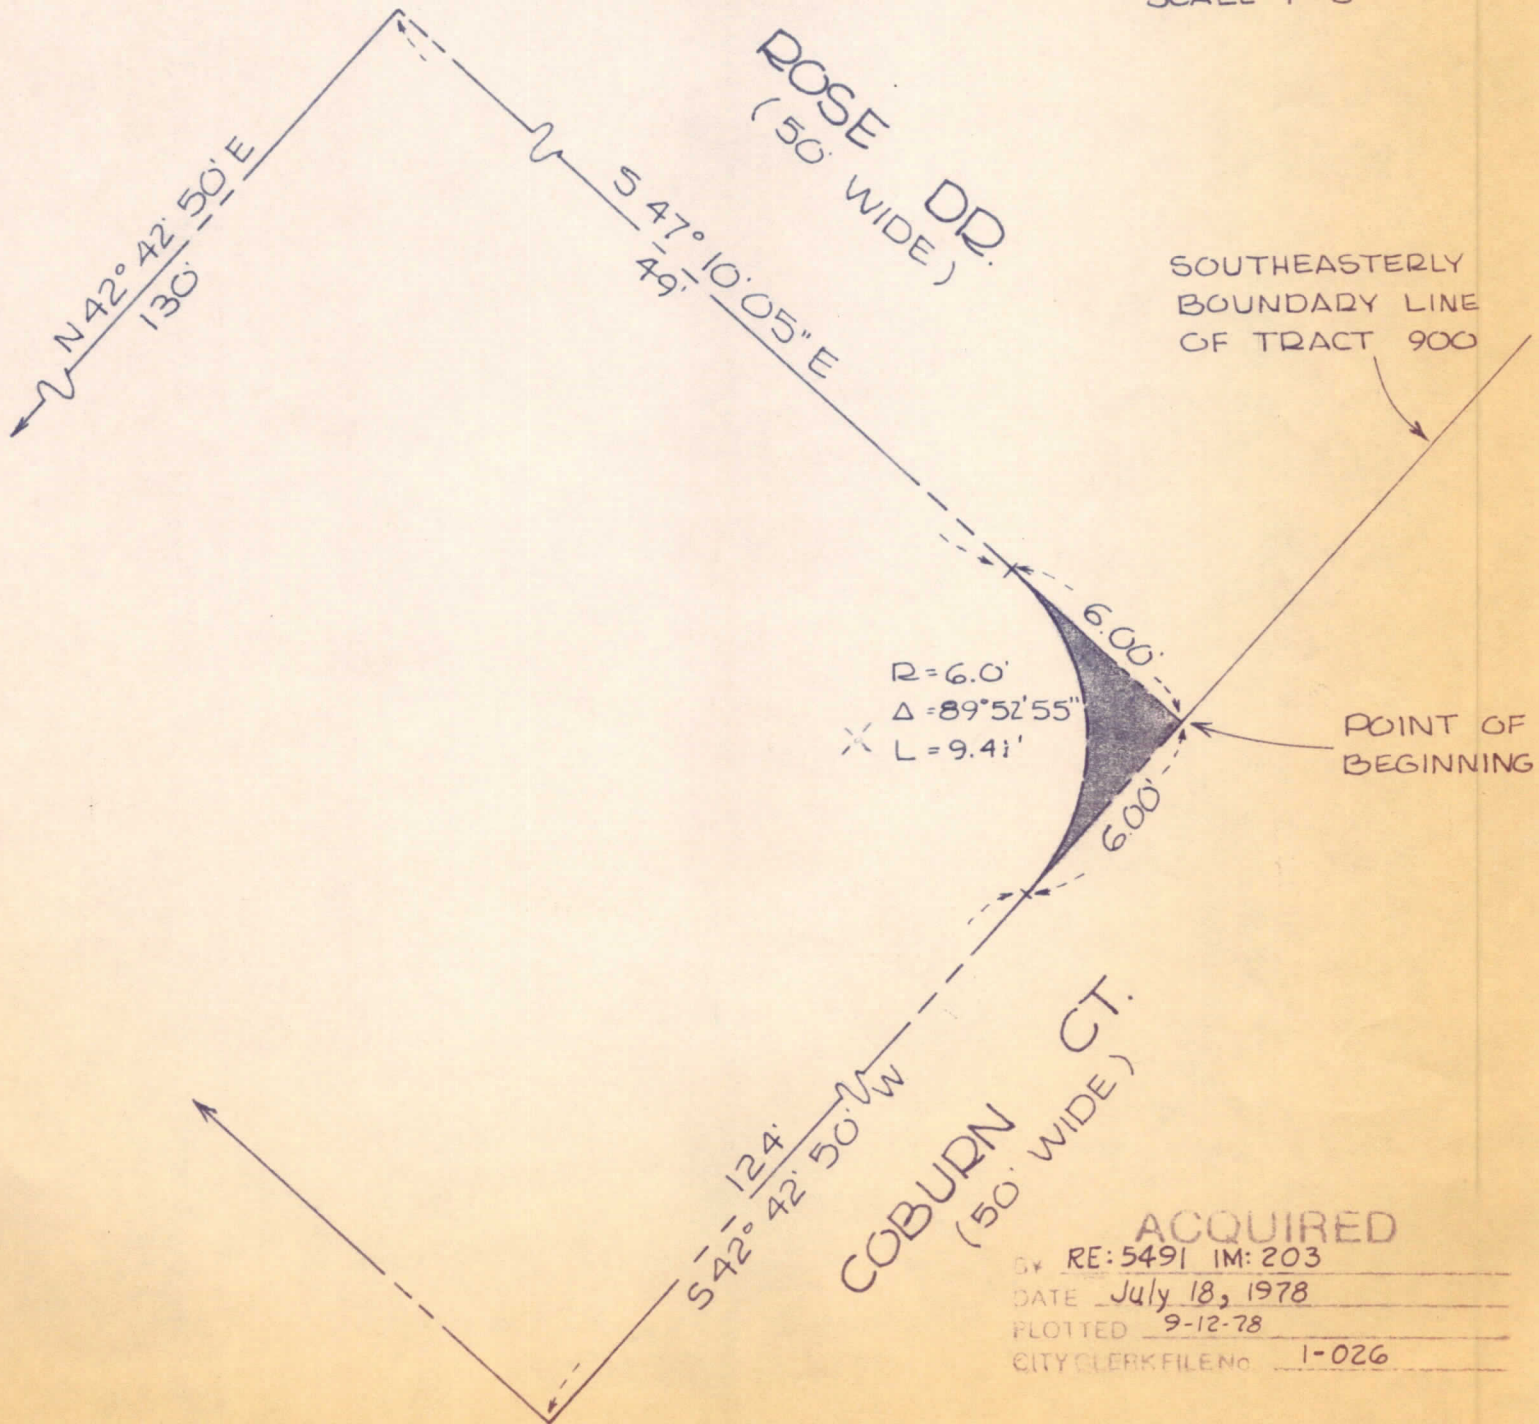 ROSE DR.
(50' WIDE)
N 42° 42' 50" E
130'
S 47° 10' 05" E
49'
SOUTHEASTERLY
BOUNDARY LINE
OF TRACT 900
6.00'
R = 6.0'
Δ = 89°52'55"
L = 9.41'
POINT OF
BEGINNING
6.00'
124'
S 42° 42' 50" W
COBURN CT.
(50' WIDE)
ACQUIRED
BY RE: 5491 IM: 203
DATE July 18, 1978
PLOTTED 9-12-78
CITY CLERK FILE No. 1-026